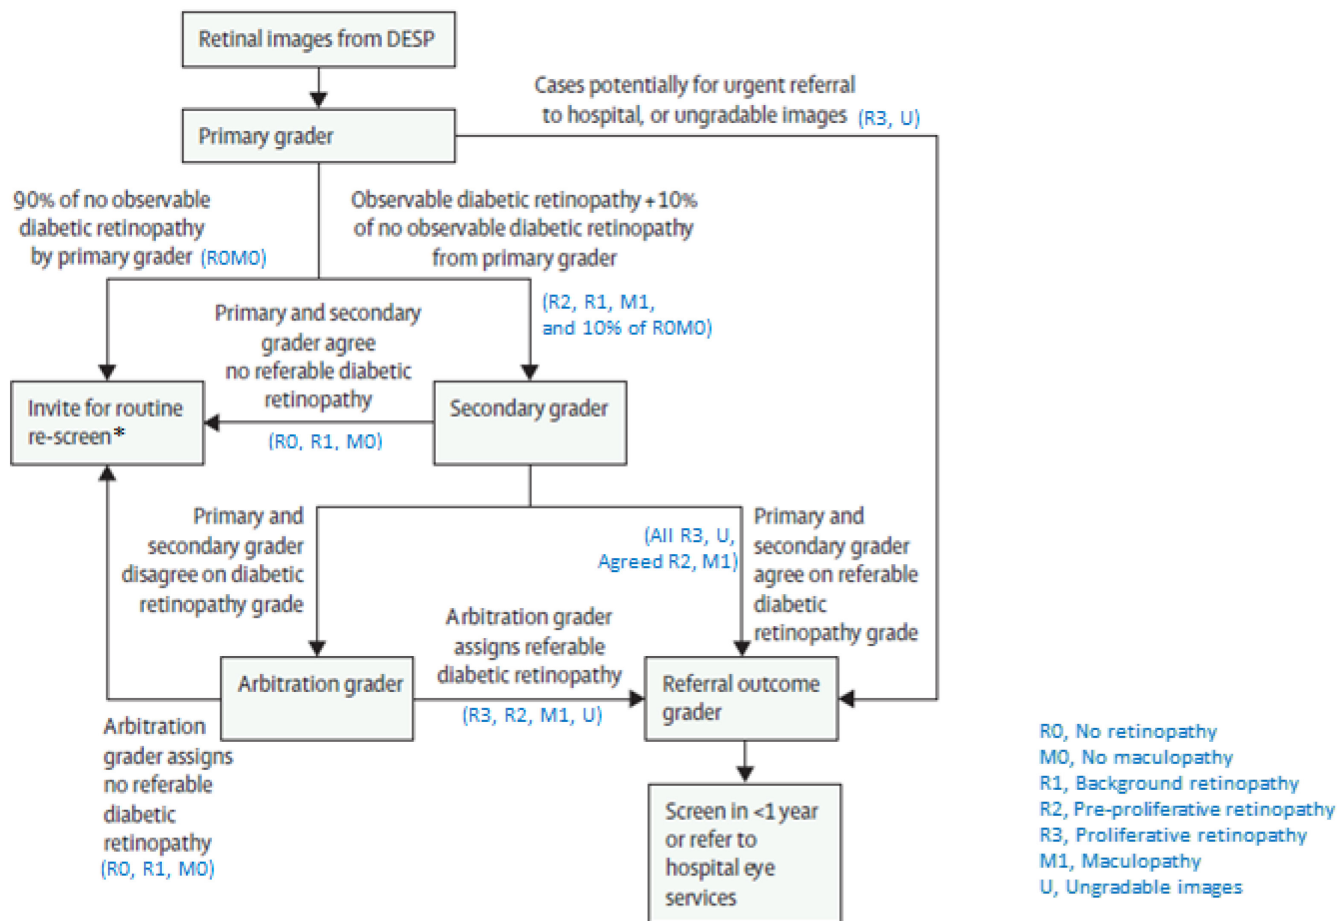 Retinal images from DESP
Cases potentially for urgent referral
to hospital, or ungradable images (R3, U)
Primary grader
90% of no observable
diabetic retinopathy
by primary grader (R0M0)
Observable diabetic retinopathy +10%
of no observable diabetic retinopathy
from primary grader
(R2, R1, M1,
and 10% of R0M0)
Primary and secondary
grader agree
no referable diabetic
retinopathy
(R0, R1, M0)
Invite for routine
re-screen*
Secondary grader
Primary and
secondary grader
disagree on diabetic
retinopathy grade
(All R3, U,
Agreed R2, M1)
Primary and
secondary grader
agree on referable
diabetic
retinopathy grade
Arbitration grader
assigns referable
diabetic retinopathy
(R3, R2, M1, U)
Arbitration grader
Referral outcome
grader
Arbitration
grader assigns
no referable
diabetic
retinopathy
(R0, R1, M0)
Screen in <1 year
or refer to
hospital eye
services
R0, No retinopathy
M0, No maculopathy
R1, Background retinopathy
R2, Pre-proliferative retinopathy
R3, Proliferative retinopathy
M1, Maculopathy
U, Ungradable images